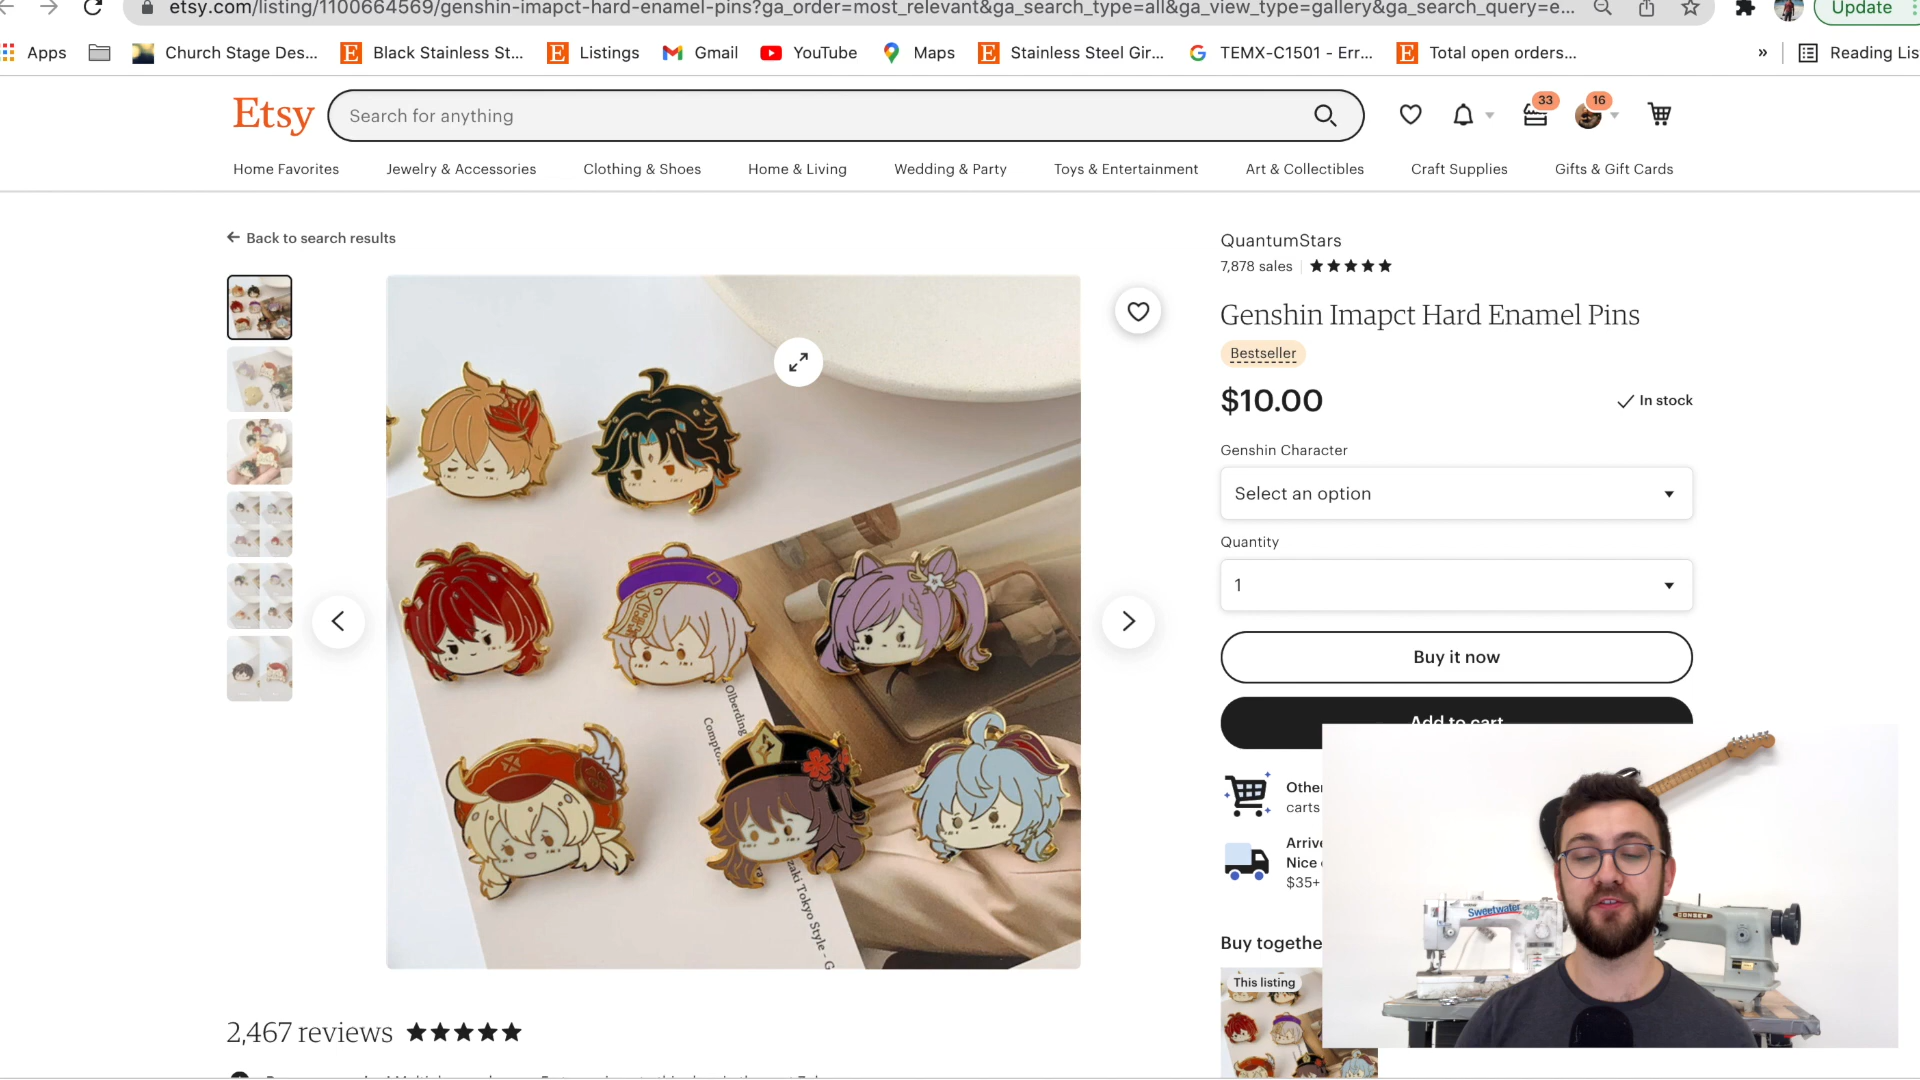 etsy.com/listing/1100664569/genshin-imapct-hard-enamel-pins?ga_order=most_relevant&ga_search_type=all&ga_view_type=gallery&ga_search_query=e...
Update
Apps
Church Stage Des...
Black Stainless St...
Listings
Gmail
YouTube
Maps
Stainless Steel Gir...
TEMX-C1501 - Err...
Total open orders...
»
Reading Lis
Etsy
Search for anything
33
16
Home Favorites
Jewelry & Accessories
Clothing & Shoes
Home & Living
Wedding & Party
Toys & Entertainment
Art & Collectibles
Craft Supplies
Gifts & Gift Cards
Back to search results
QuantumStars
7,878 sales
Genshin Imapct Hard Enamel Pins
Bestseller
$10.00
In stock
Genshin Character
Select an option
Quantity
1
Buy it now
Add to cart
Other
carts
Arrive
Nice
$35+
Buy togethe
This listing
Olberding
Compto
zaki Tokyo Style - G
Sweetwater
CONSEW
2,467 reviews